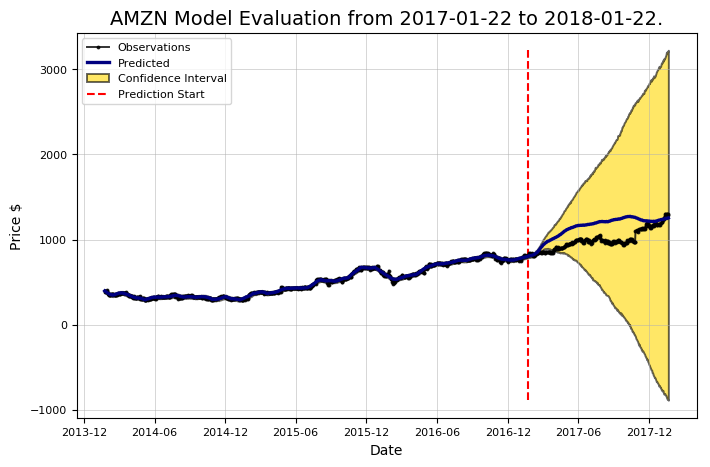 AMZN Model Evaluation from 2017-01-22 to 2018-01-22.
Observations
Predicted
Confidence Interval
Prediction Start
Price $
3000
2000
1000
0
−1000
2013-12 2014-06 2014-12 2015-06 2015-12 2016-06 2016-12 2017-06 2017-12
Date